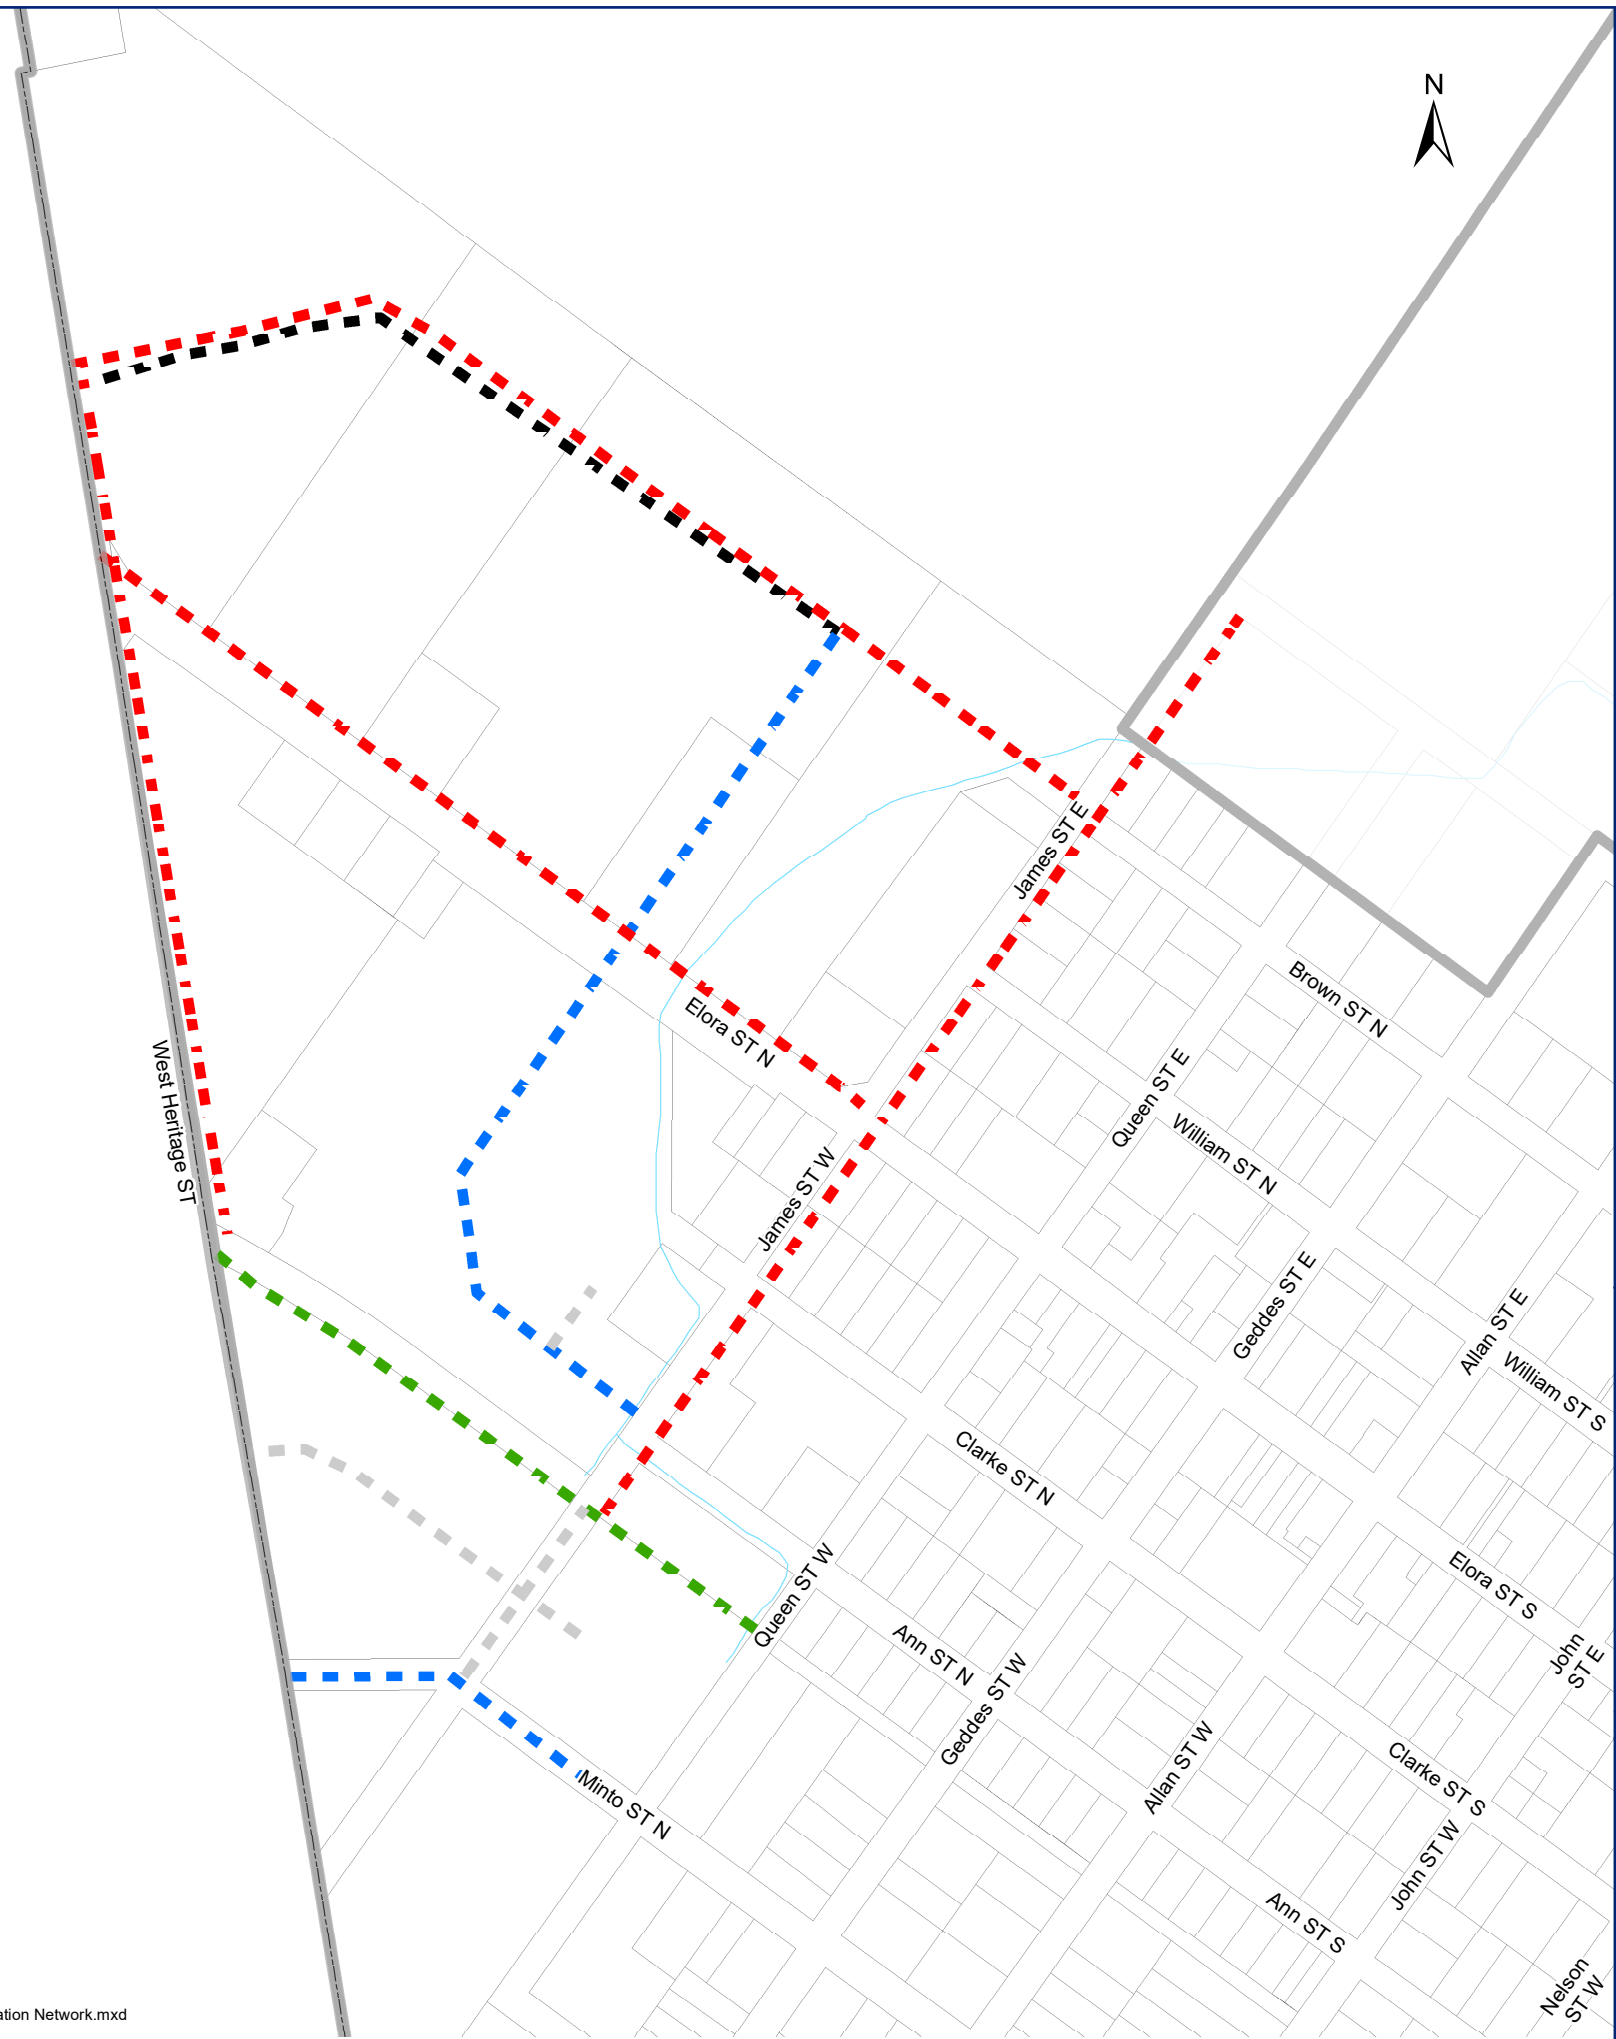 N
James ST E
Brown ST N
Elora ST N
West Heritage ST
Queen ST E
William ST N
James ST W
Geddes ST E
Allan ST E
William ST S
Clarke ST N
Elora ST S
Queen ST W
Ann ST N
John
ST E
Geddes ST W
Allan ST W
Clarke ST S
Minto ST N
John ST W
Ann ST S
Nelson
ST W
ation Network.mxd